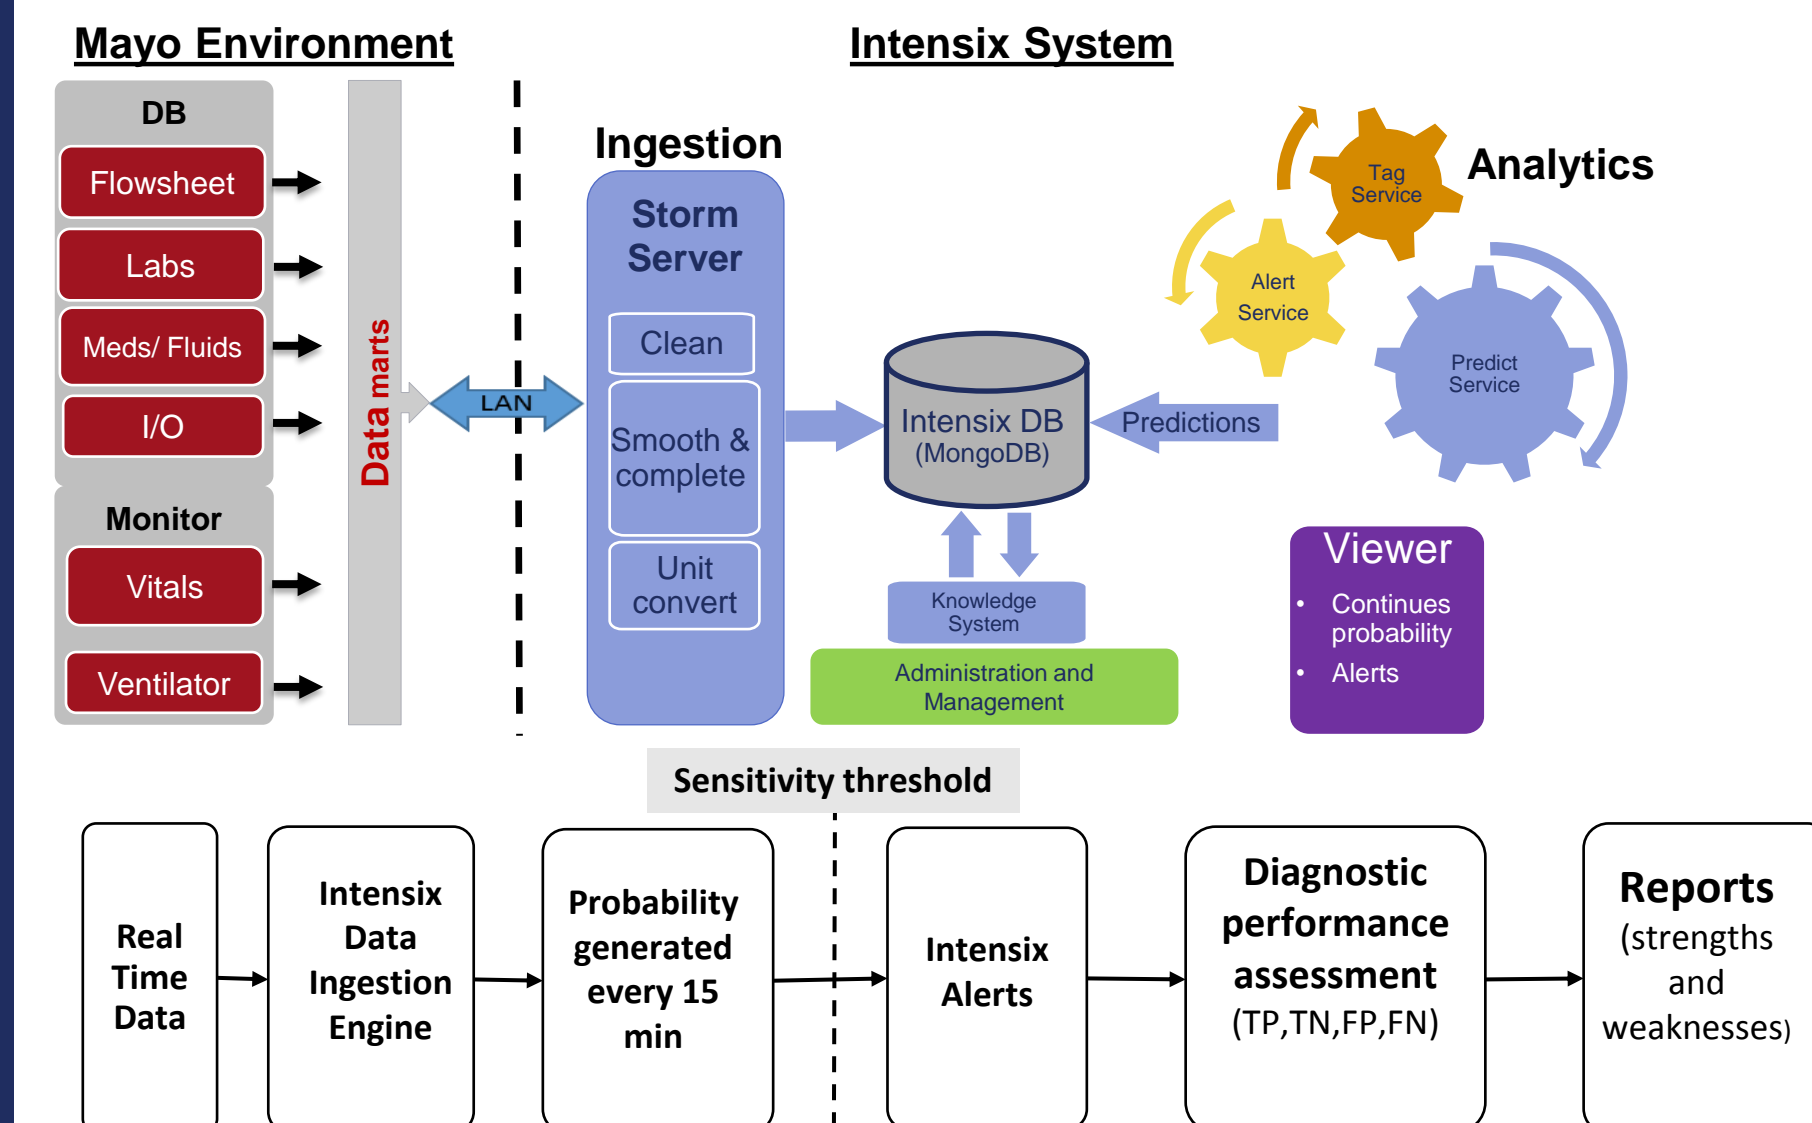 Mayo Environment
Intensix System
DB
Flowsheet
Labs
Meds/ Fluids
I/O
Monitor
Vitals
Ventilator
Data marts
LAN
Ingestion
Storm
Server
Clean
Smooth &
complete
Unit
convert
Intensix DB
(MongoDB)
Predictions
Knowledge
System
Administration and
Management
Analytics
Tag
Service
Alert
Service
Predict
Service
Viewer
• Continues
probability
• Alerts
Sensitivity threshold
Real
Time
Data
Intensix
Data
Ingestion
Engine
Probability
generated
every 15
min
Intensix
Alerts
Diagnostic
performance
assessment
(TP,TN,FP,FN)
Reports
(strengths
and
weaknesses)